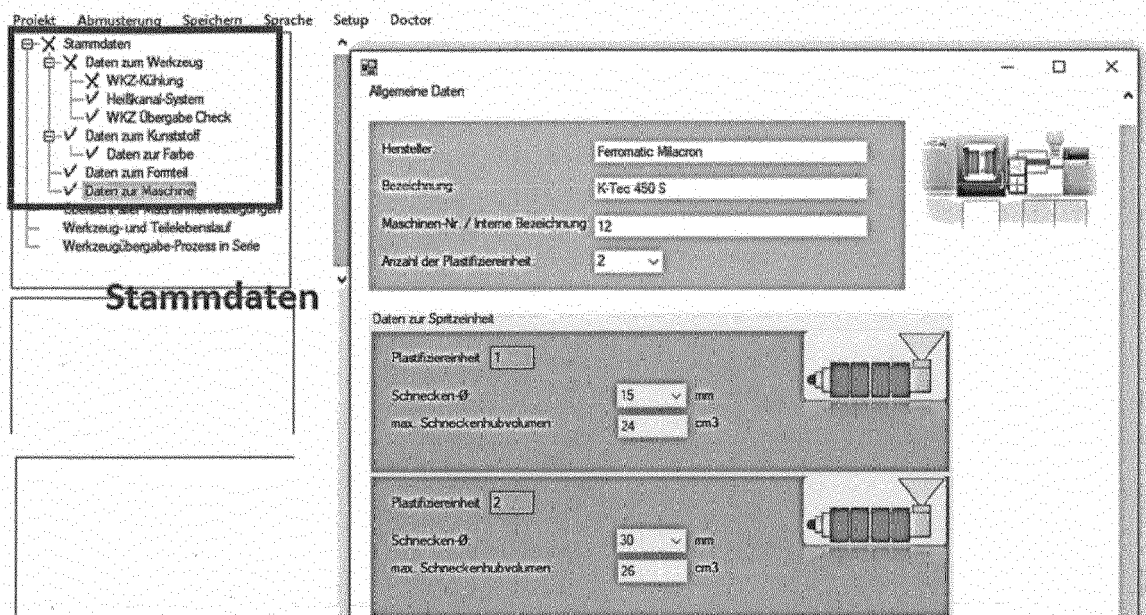 Projekt Abmusterung Speichern Sprache Setup Doctor
Stammdaten
Daten zum Werkzeug
WKZ-Kühlung
Heißkanal-System
WKZ Übergabe Check
Daten zum Kunststoff
Daten zur Farbe
Daten zum Formteil
Daten zur Maschine
Übersicht aller Maßnahmenfestlegungen
Werkzeug- und Teilelebenslauf
Werkzeugübergabe-Prozess in Serie
Stammdaten
Allgemeine Daten
Hersteller Ferromatic Milacron
Bezeichnung K-Tec 450 S
Maschinen-Nr. / Interne Bezeichnung 12
Anzahl der Plastifiziereinheit 2
Daten zur Spritzeinheit
Plastifiziereinheit 1
Schnecken-Ø 15 mm
max. Schneckenhubvolumen 24 cm3
Plastifiziereinheit 2
Schnecken-Ø 30 mm
max. Schneckenhubvolumen 26 cm3